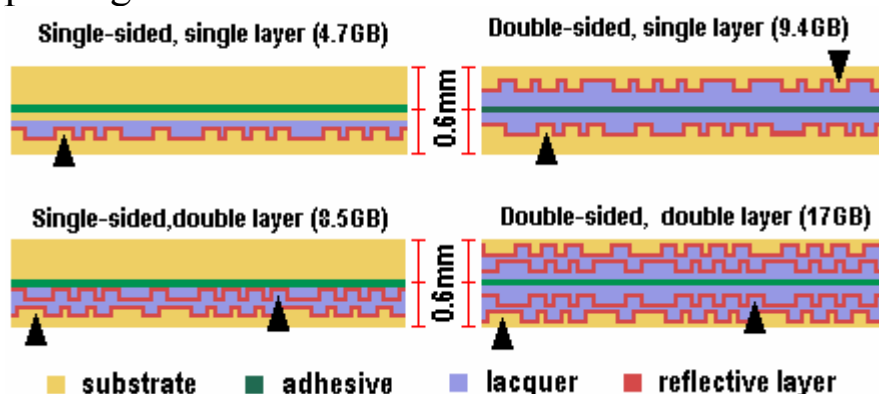 Single-sided, single layer (4.7GB)
Double-sided, single layer (9.4GB)
0.6mm
0.6mm
Single-sided,double layer (8.5GB)
Double-sided, double layer (17GB)
substrate
adhesive
lacquer
reflective layer